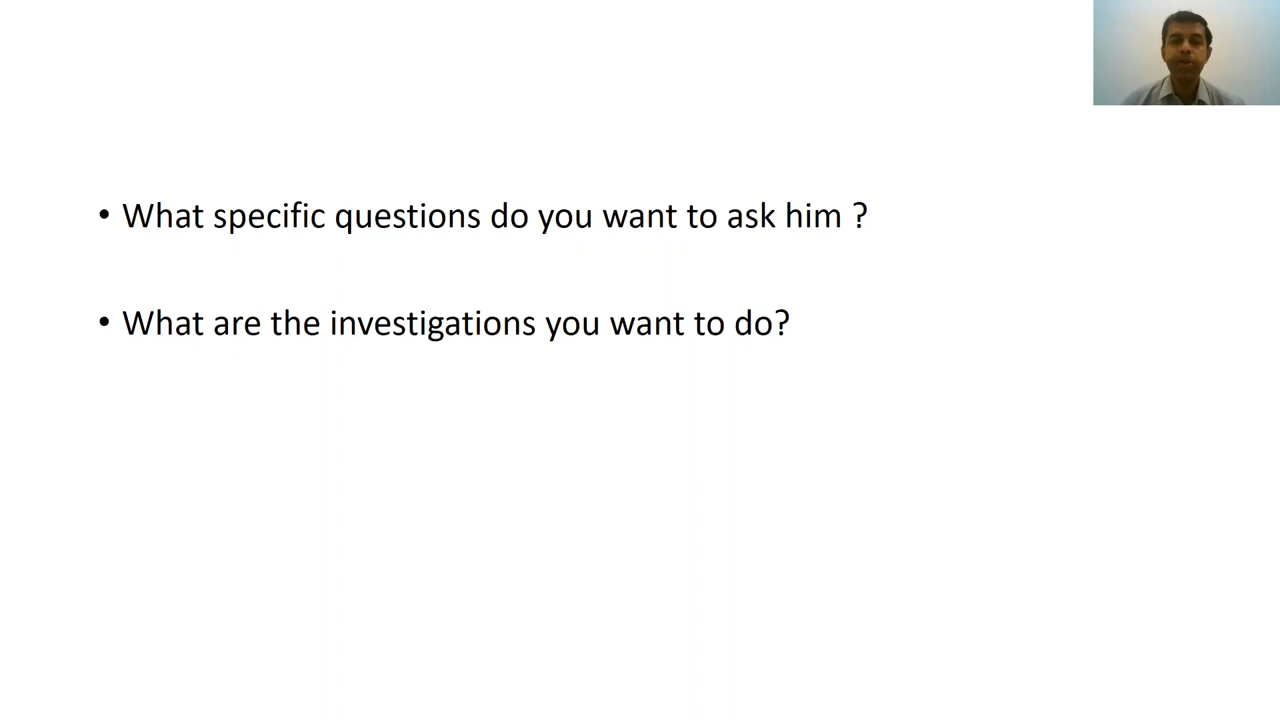 • What specific questions do you want to ask him ?
• What are the investigations you want to do?